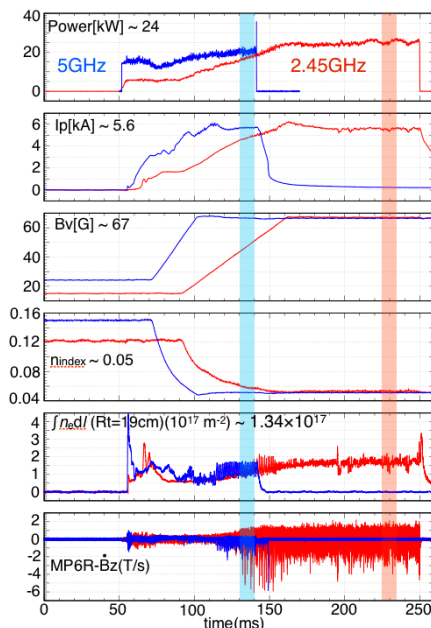 40
Power[kW] ~ 24
20
5GHz
2.45GHz
0
6
Ip[kA] ~ 5.6
4
2
0
Bv[G] ~ 67
60
40
20
0.16
0.12
0.08
nindex ~ 0.05
0.04
∫nₑdl (Rt=19cm)(10¹⁷ m⁻²) ~ 1.34×10¹⁷
4
3
2
1
0
2
0
-2
-4
MP6R-Ḃz(T/s)
-6
0 50 100 150 200 250
time(ms)